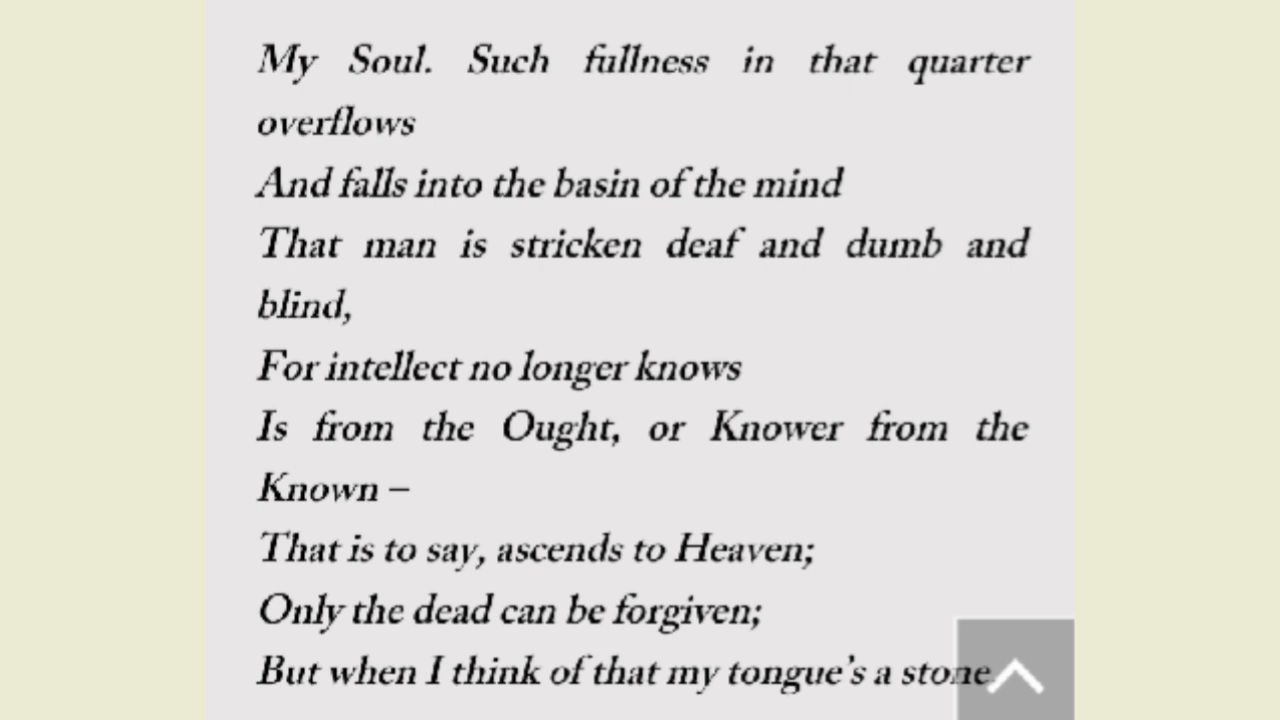 My Soul. Such fullness in that quarter
overflows
And falls into the basin of the mind
That man is stricken deaf and dumb and
blind,
For intellect no longer knows
Is from the Ought, or Knower from the
Known –
That is to say, ascends to Heaven;
Only the dead can be forgiven;
But when I think of that my tongue’s a stone.